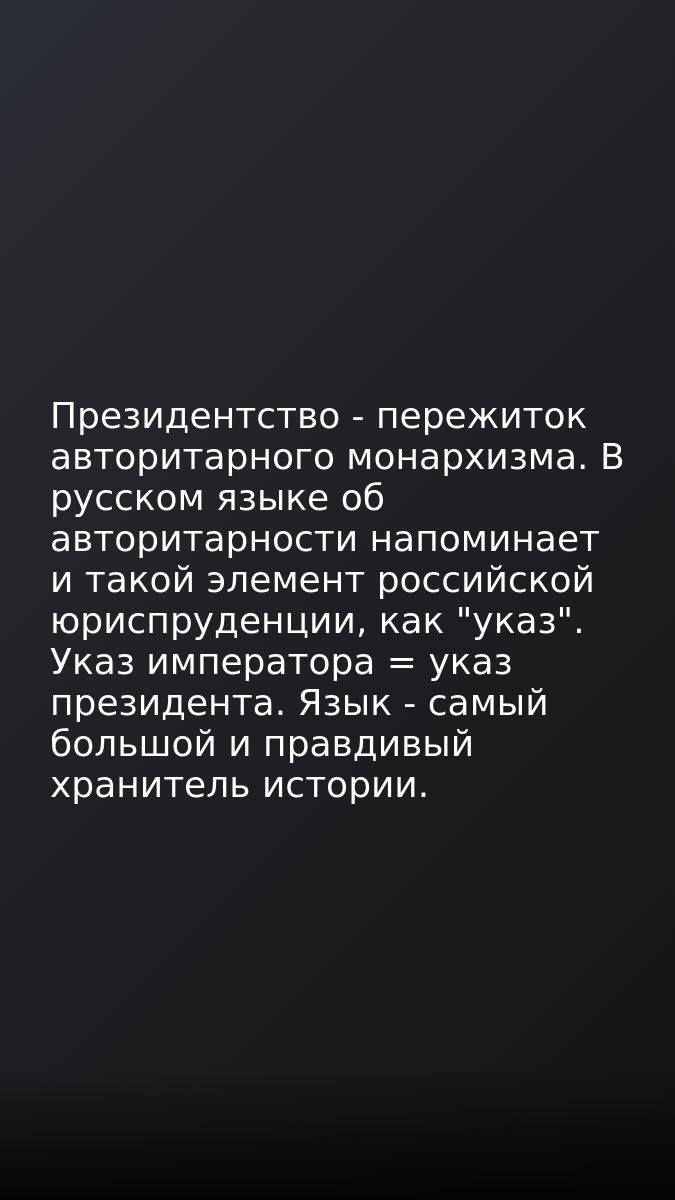 Президентство - пережиток
авторитарного монархизма. В
русском языке об
авторитарности напоминает
и такой элемент российской
юриспруденции, как "указ".
Указ императора = указ
президента. Язык - самый
большой и правдивый
хранитель истории.